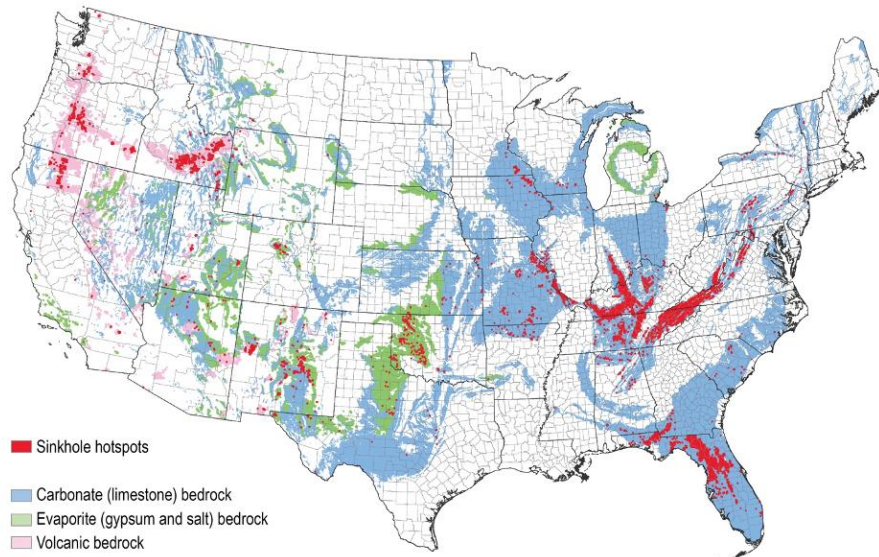 Sinkhole hotspots
Carbonate (limestone) bedrock
Evaporite (gypsum and salt) bedrock
Volcanic bedrock